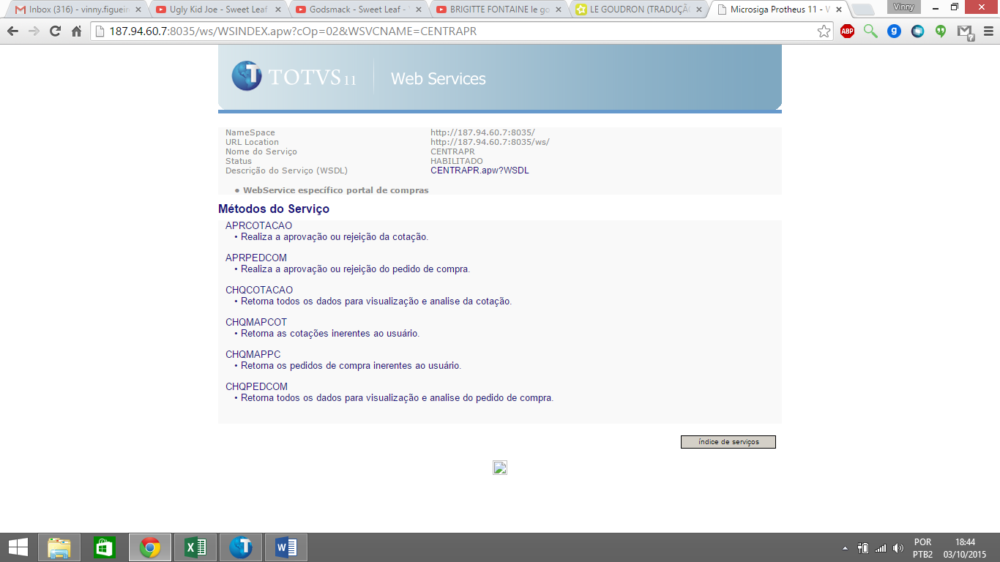 Inbox (316) - vinny.figueir
Ugly Kid Joe - Sweet Leaf
Godsmack - Sweet Leaf -
BRIGITTE FONTAINE le go
LE GOUDRON (TRADUÇÃ
Microsiga Protheus 11 - W
Vinny
187.94.60.7:8035/ws/WSINDEX.apw?cOp=02&WSVCNAME=CENTRAPR
ABP
g
TOTVS 11
Web Services
NameSpace http://187.94.60.7:8035/
URL Location http://187.94.60.7:8035/ws/
Nome do Serviço CENTRAPR
Status HABILITADO
Descrição do Serviço (WSDL) CENTRAPR.apw?WSDL
• WebService específico portal de compras
Métodos do Serviço
APRCOTACAO
• Realiza a aprovação ou rejeição da cotação.
APRPEDCOM
• Realiza a aprovação ou rejeição do pedido de compra.
CHQCOTACAO
• Retorna todos os dados para visualização e analise da cotação.
CHQMAPCOT
• Retorna as cotações inerentes ao usuário.
CHQMAPPC
• Retorna os pedidos de compra inerentes ao usuário.
CHQPEDCOM
• Retorna todos os dados para visualização e analise do pedido de compra.
índice de serviços
POR 18:44
PTB2 03/10/2015